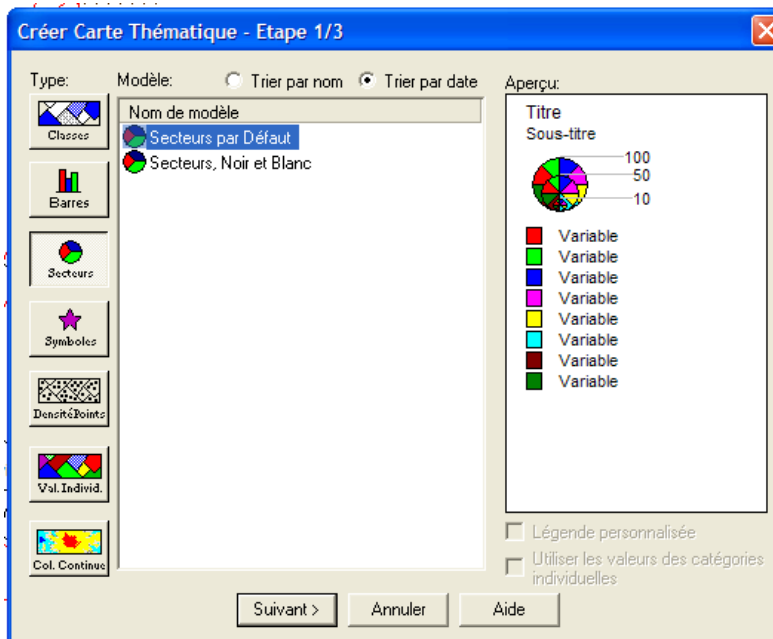 Créer Carte Thématique - Etape 1/3
Type:
Modèle:
Trier par nom
Trier par date
Aperçu:
Classes
Barres
Secteurs
Symboles
DensitéPoints
Val. Individ.
Col. Continue
Nom de modèle
Secteurs par Défaut
Secteurs, Noir et Blanc
Titre
Sous-titre
100
50
10
Variable
Variable
Variable
Variable
Variable
Variable
Variable
Variable
Légende personnalisée
Utiliser les valeurs des catégories
individuelles
Suivant >
Annuler
Aide